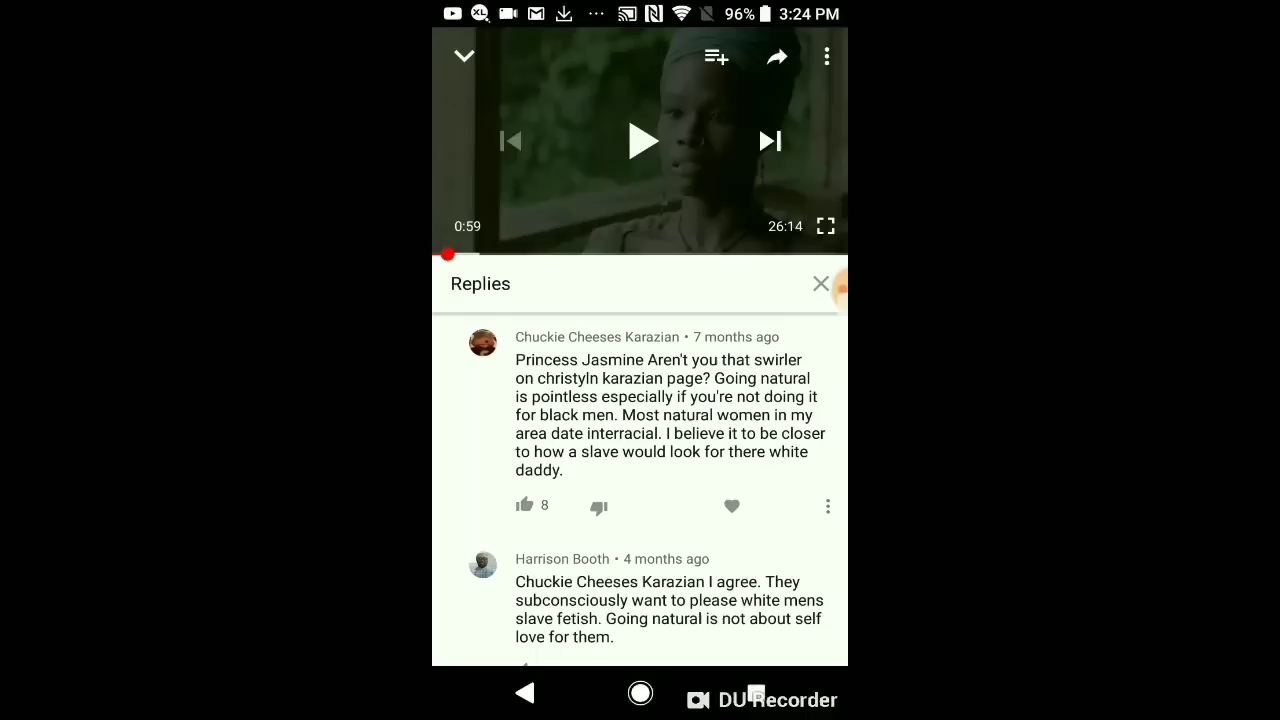 XL 96% 3:24 PM
0:59 26:14
Replies
Chuckie Cheeses Karazian • 7 months ago
Princess Jasmine Aren't you that swirler
on christyln karazian page? Going natural
is pointless especially if you're not doing it
for black men. Most natural women in my
area date interracial. I believe it to be closer
to how a slave would look for there white
daddy.
8
Harrison Booth • 4 months ago
Chuckie Cheeses Karazian I agree. They
subconsciously want to please white mens
slave fetish. Going natural is not about self
love for them.
DU Recorder